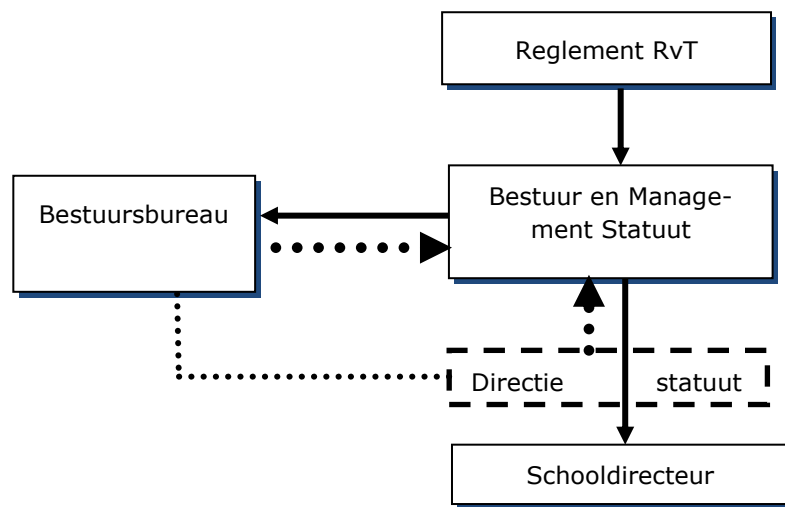 Reglement RvT
Bestuursbureau
Bestuur en Manage-
ment Statuut
Directie statuut
Schooldirecteur